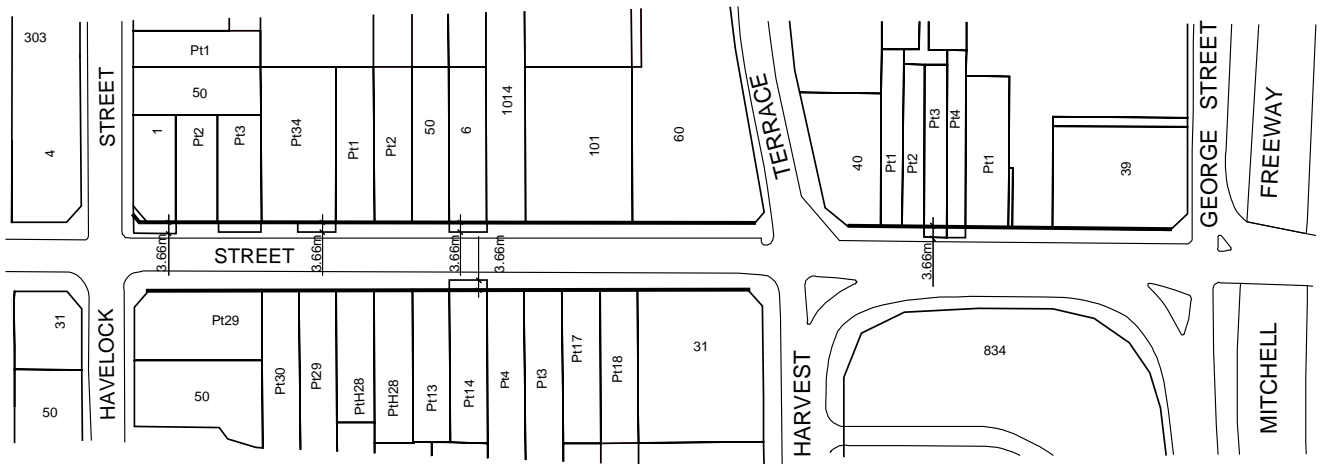 303
4
STREET
Pt1
50
1
Pt2
Pt3
Pt34
Pt1
Pt2
50
6
1014
101
60
TERRACE
40
Pt1
Pt2
Pt3
Pt4
Pt1
39
GEORGE STREET
FREEWAY
3.66m
STREET
3.66m
3.66m
3.66m
3.66m
31
50
HAVELOCK
Pt29
50
Pt30
Pt29
PtH28
PtH28
Pt13
Pt14
Pt4
Pt3
Pt17
Pt18
31
HARVEST
834
MITCHELL